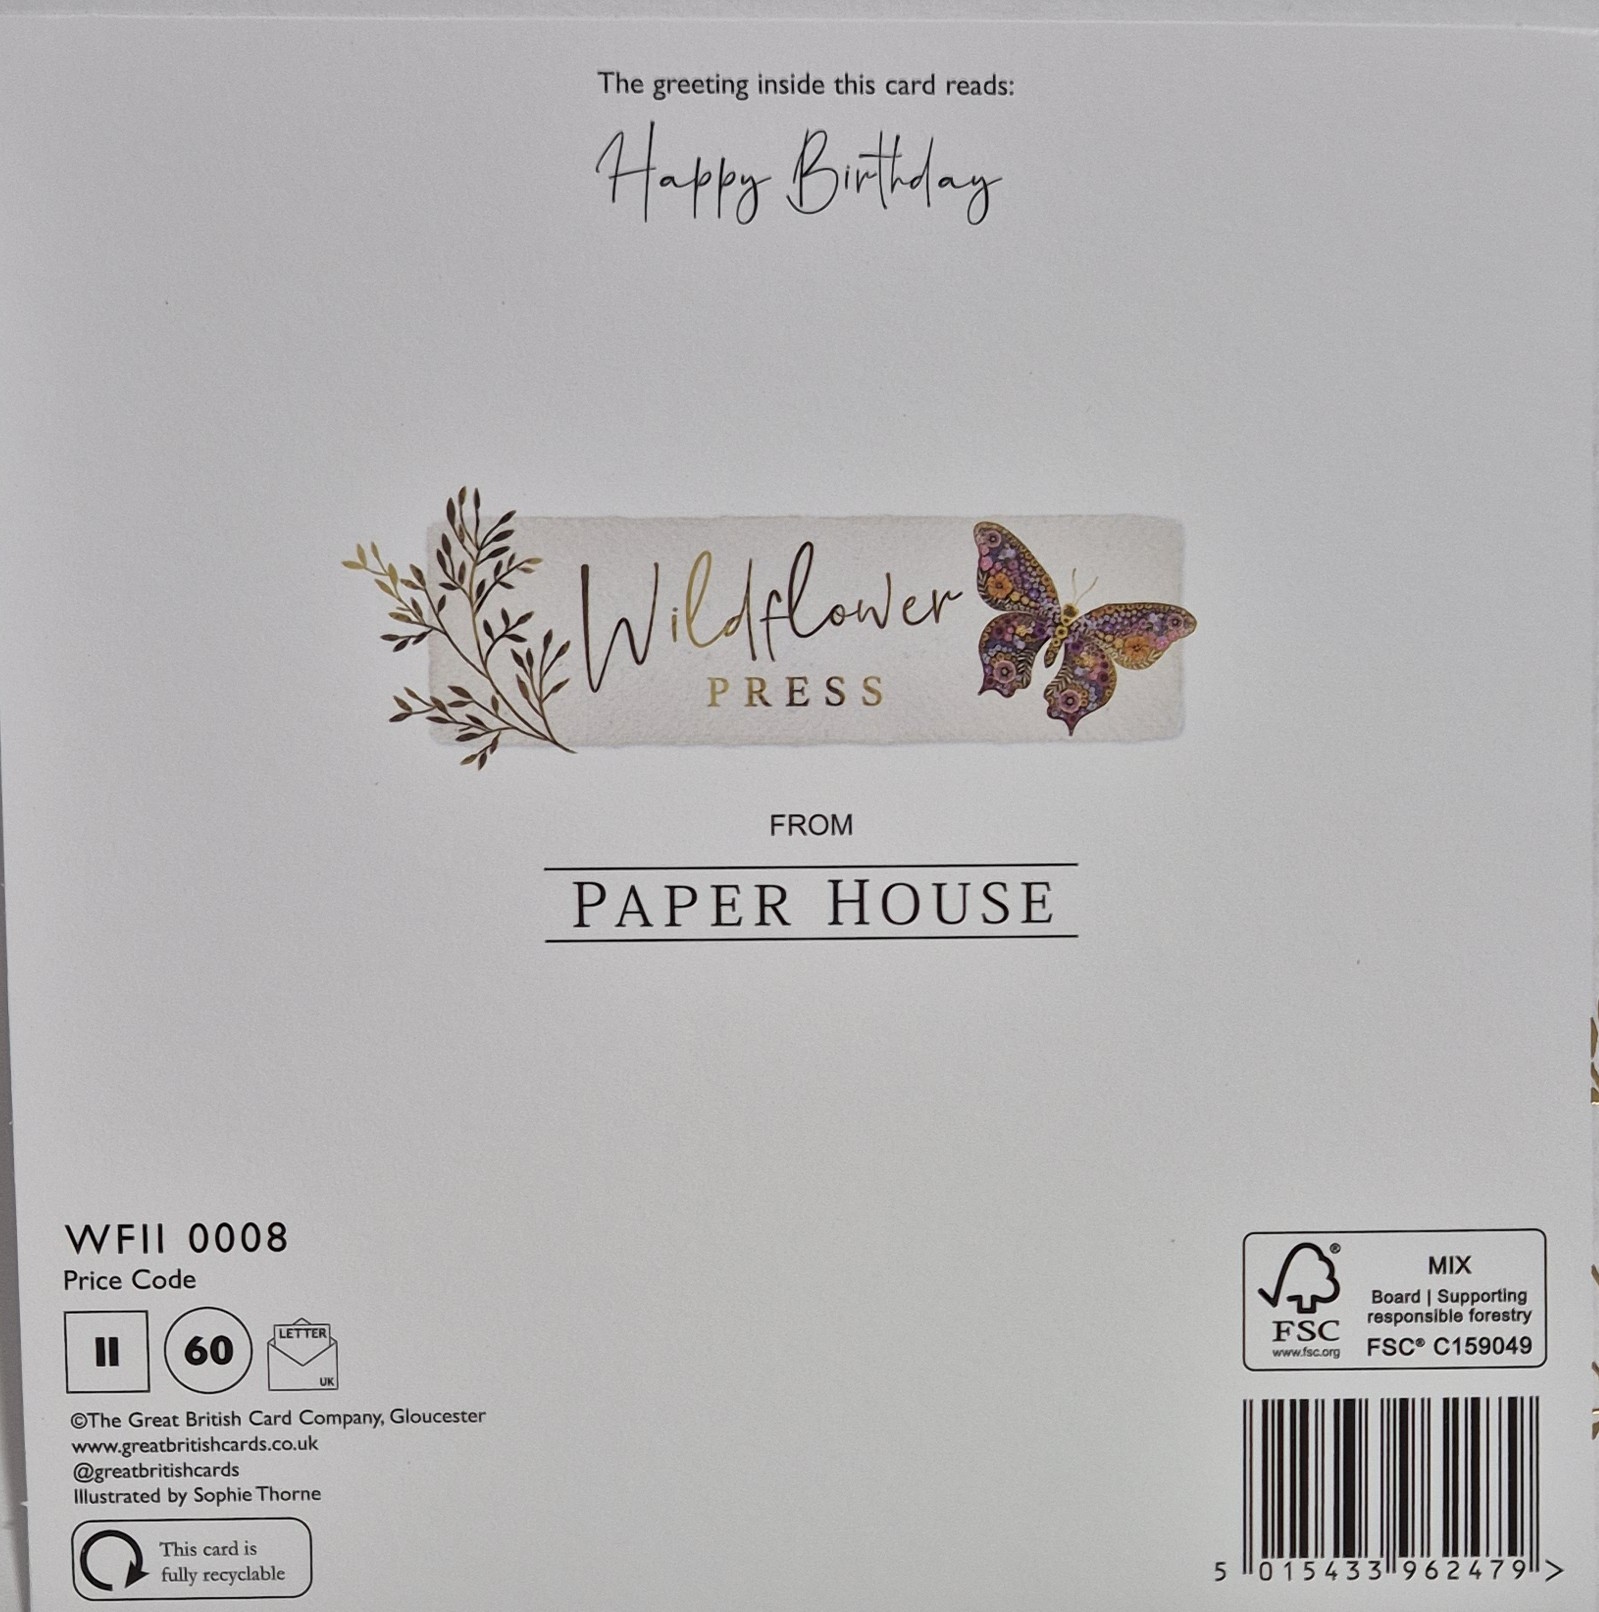 The greeting inside this card reads:
Happy Birthday
Wildflower
PRESS
FROM
PAPER HOUSE
WFII 0008
Price Code
II
60
LETTER
UK
©The Great British Card Company, Gloucester
www.greatbritishcards.co.uk
@greatbritishcards
Illustrated by Sophie Thorne
This card is
fully recyclable
®
FSC
www.fsc.org
MIX
Board | Supporting
responsible forestry
FSC® C159049
5 015433 962479 >